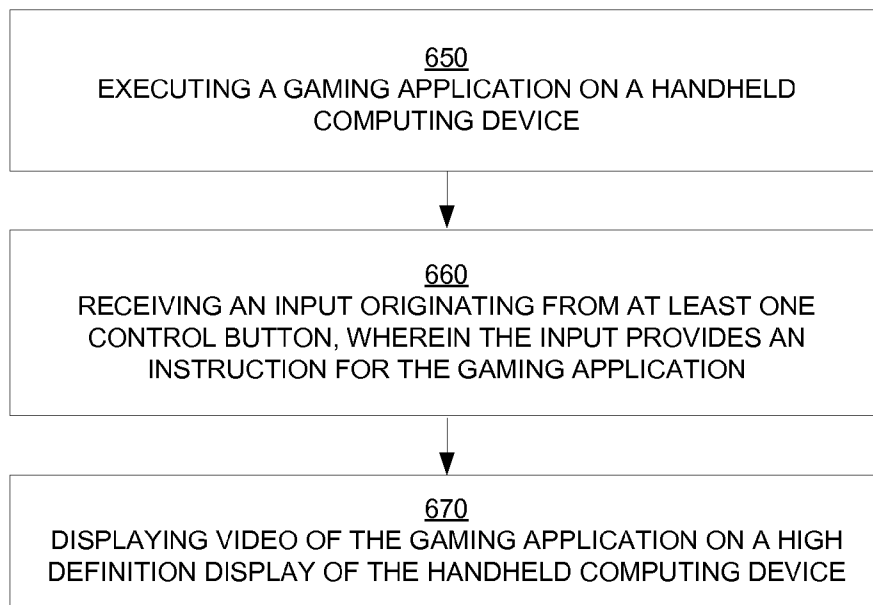 650
EXECUTING A GAMING APPLICATION ON A HANDHELD
COMPUTING DEVICE
660
RECEIVING AN INPUT ORIGINATING FROM AT LEAST ONE
CONTROL BUTTON, WHEREIN THE INPUT PROVIDES AN
INSTRUCTION FOR THE GAMING APPLICATION
670
DISPLAYING VIDEO OF THE GAMING APPLICATION ON A HIGH
DEFINITION DISPLAY OF THE HANDHELD COMPUTING DEVICE